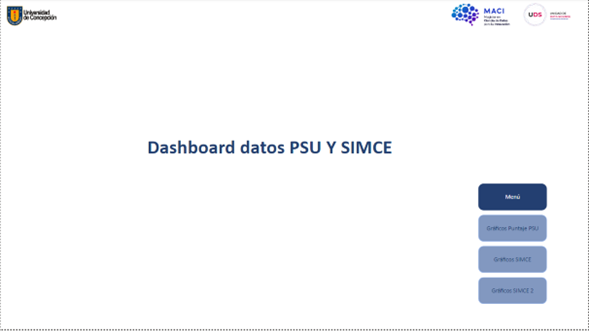 Universidad
de Concepción
MACI
UDS
Dashboard datos PSU Y SIMCE
Menú
Gráficos Puntaje PSU
Gráficos SIMCE
Gráficos SIMCE 2